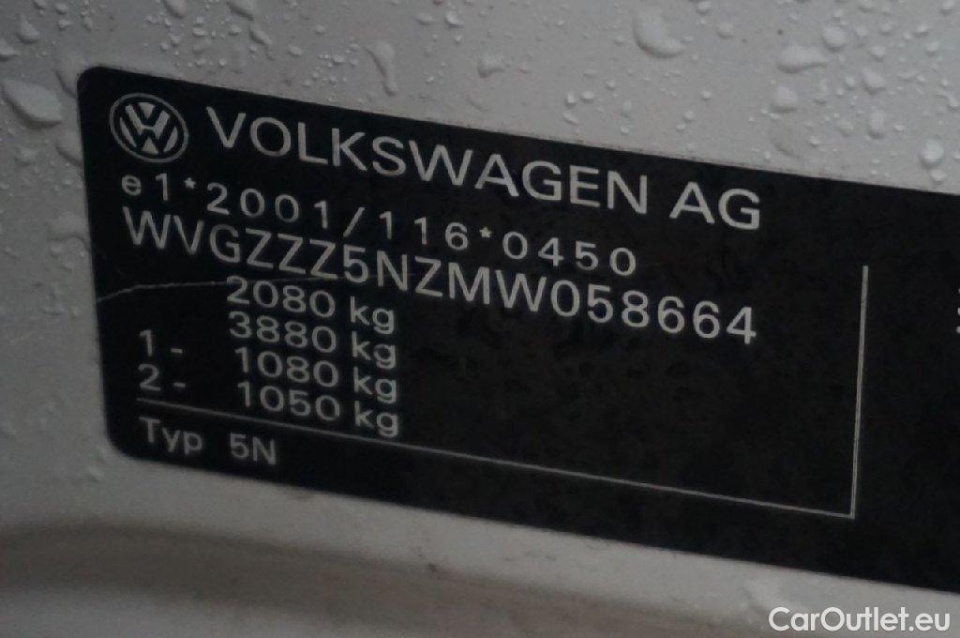 VOLKSWAGEN AG
e1*2001/116*0450
WVGZZZ5NZMW058664
2080 kg
3880 kg
1- 1080 kg
2- 1050 kg
Typ 5N
CarOutlet.eu